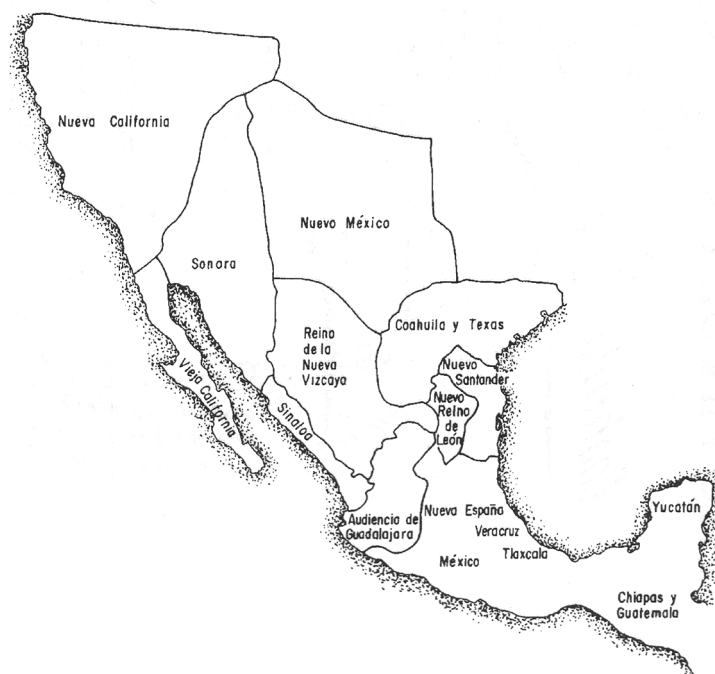 Nueva California
Nuevo México
Sonora
Coahuila y Texas
Reino
de la
Nueva
Vizcaya
Nuevo
Santander
Vieja California
Sinaloa
Nuevo
Reino
de
León
Audiencia de
Guadalajara
Nueva España
Veracruz
Tlaxcala
México
Yucatán
Chiapas y
Guatemala